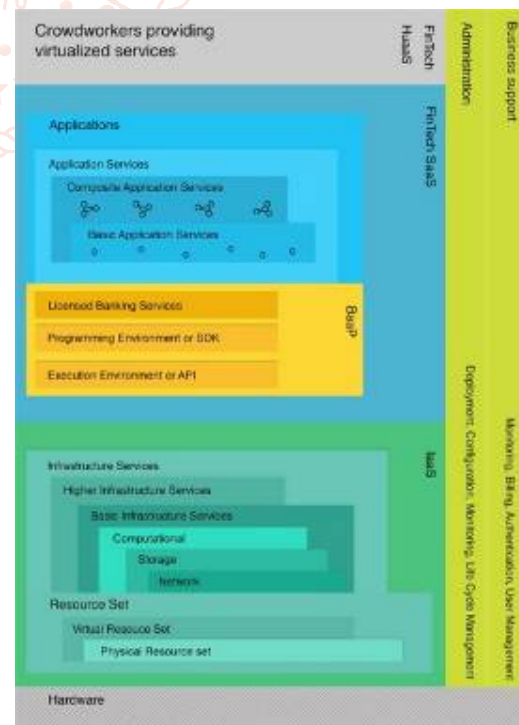 Crowdworkers providing
virtualized services
FinTech
HuaaS
Administration
Business support
FinTech SaaS
Applications
Application Services
Composite Application Services
Basic Application Services
Licensed Banking Services
Programming Environment or SDK
Execution Environment or API
BaaP
Deployment, Configuration, Monitoring, Life Cycle Management
Monitoring, Billing, Authentication, User Management
IaaS
Infrastructure Services
Higher Infrastructure Services
Basic Infrastructure Services
Computational
Storage
Network
Resource Set
Virtual Resouce Set
Physical Resource set
Hardware